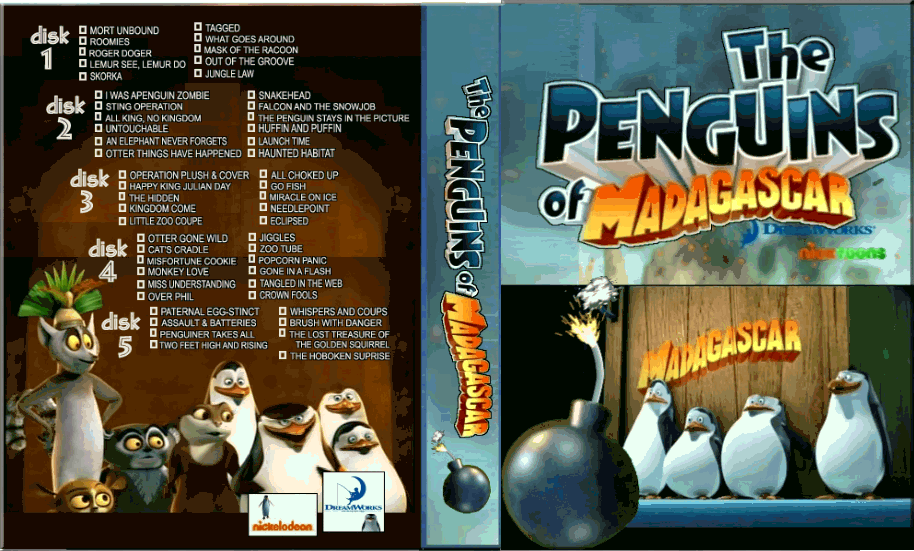 disk
1
MORT UNBOUND
ROOMIES
ROGER DOGER
LEMUR SEE, LEMUR DO
SKORKA
TAGGED
WHAT GOES AROUND
MASK OF THE RACOON
OUT OF THE GROOVE
JUNGLE LAW
disk
2
I WAS APENGUIN ZOMBIE
STING OPERATION
ALL KING, NO KINGDOM
UNTOUCHABLE
AN ELEPHANT NEVER FORGETS
OTTER THINGS HAVE HAPPENED
SNAKEHEAD
FALCON AND THE SNOWJOB
THE PENGUIN STAYS IN THE PICTURE
HUFFIN AND PUFFIN
LAUNCH TIME
HAUNTED HABITAT
disk
3
OPERATION PLUSH & COVER
HAPPY KING JULIAN DAY
THE HIDDEN
KINGDOM COME
LITTLE ZOO COUPE
ALL CHOKED UP
GO FISH
MIRACLE ON ICE
NEEDLEPOINT
ECLIPSED
disk
4
OTTER GONE WILD
CAT'S CRADLE
MISFORTUNE COOKIE
MONKEY LOVE
MISS UNDERSTANDING
OVER PHIL
JIGGLES
ZOO TUBE
POPCORN PANIC
GONE IN A FLASH
TANGLED IN THE WEB
CROWN FOOLS
disk
5
PATERNAL EGG-STINCT
ASSAULT & BATTERIES
PENGUINER TAKES ALL
TWO FEET HIGH AND RISING
WHISPERS AND COUPS
BRUSH WITH DANGER
THE LOST TREASURE OF
THE GOLDEN SQUIRREL
THE HOBOKEN SUPRISE
nickelodeon
DREAMWORKS
The PENGUINS of MADAGASCAR
The
PENGUINS
of MADAGASCAR
DREAMWORKS
nicktoons
MADAGASCAR